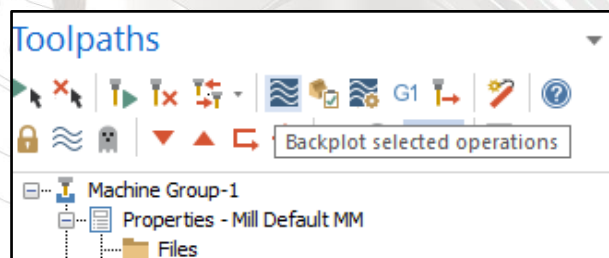 Toolpaths
G1
Backplot selected operations
Machine Group-1
Properties - Mill Default MM
Files